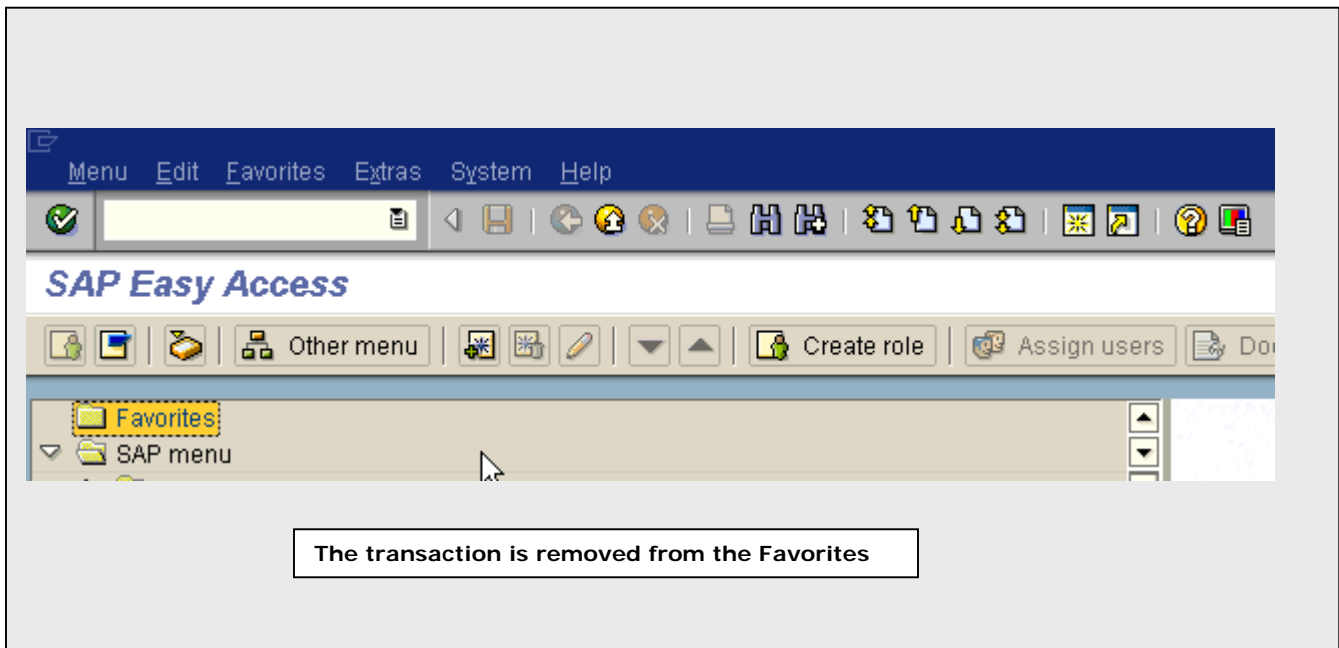 Menu Edit Favorites Extras System Help
SAP Easy Access
Other menu Create role Assign users
Favorites
SAP menu
The transaction is removed from the Favorites